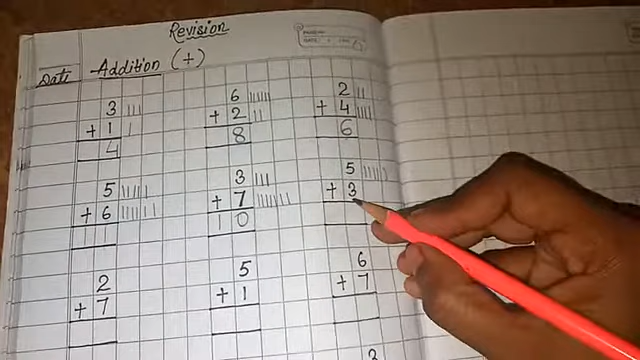 Revision
Date
Addition (+)
3 6 2
+ 1 + 2 + 4
4 8 6
5 3 5
+ 6 + 7 + 3
11 10
2 5 6
+ 7 + 1 + 7